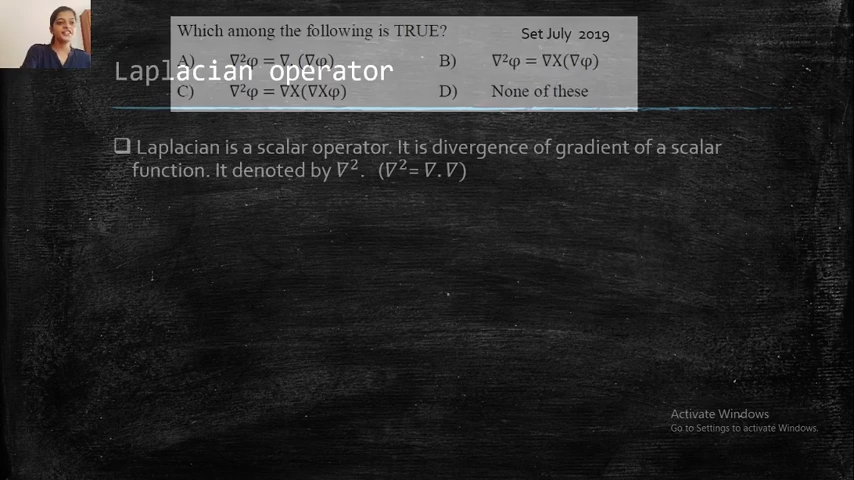 Which among the following is TRUE? Set July 2019
A) ∇²φ = ∇. (∇φ) B) ∇²φ = ∇X(∇φ)
Laplacian operator
C) ∇²φ = ∇X(∇Xφ) D) None of these
❑ Laplacian is a scalar operator. It is divergence of gradient of a scalar
function. It denoted by ∇². (∇²= ∇.∇)
Activate Windows
Go to Settings to activate Windows.